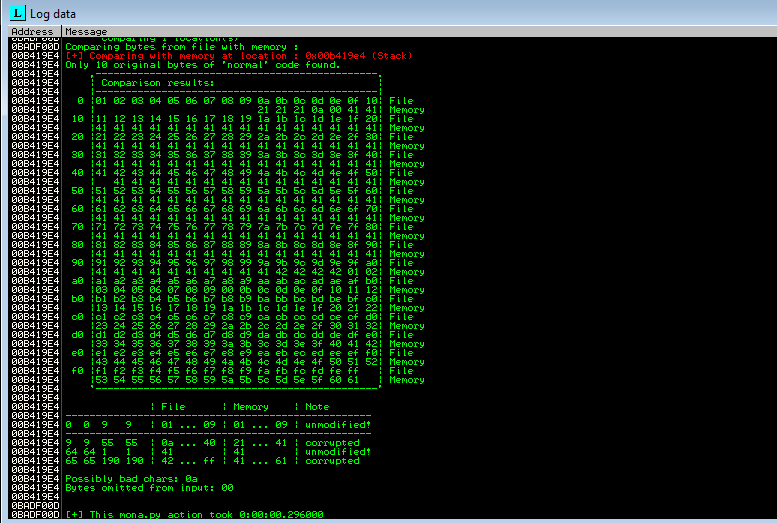 L Log data
Address Message
0BADF00D Comparing 1 location(s)
0BADF00D Comparing bytes from file with memory :
00B419E4 [+] Comparing with memory at location : 0x00b419e4 (Stack)
00B419E4 Only 10 original bytes of 'normal' code found.
00B419E4 ,-----------------------------------------------.
00B419E4 | Comparison results: |
00B419E4 |-----------------------------------------------|
00B419E4 0 |01 02 03 04 05 06 07 08 09 0a 0b 0c 0d 0e 0f 10| File
00B419E4 | 21 21 21 0a 00 41 41| Memory
00B419E4 10 |11 12 13 14 15 16 17 18 19 1a 1b 1c 1d 1e 1f 20| File
00B419E4 |41 41 41 41 41 41 41 41 41 41 41 41 41 41 41 41| Memory
00B419E4 20 |21 22 23 24 25 26 27 28 29 2a 2b 2c 2d 2e 2f 30| File
00B419E4 |41 41 41 41 41 41 41 41 41 41 41 41 41 41 41 41| Memory
00B419E4 30 |31 32 33 34 35 36 37 38 39 3a 3b 3c 3d 3e 3f 40| File
00B419E4 |41 41 41 41 41 41 41 41 41 41 41 41 41 41 41 41| Memory
00B419E4 40 |41 42 43 44 45 46 47 48 49 4a 4b 4c 4d 4e 4f 50| File
00B419E4 | 41 41 41 41 41 41 41 41 41 41 41 41 41 41 41| Memory
00B419E4 50 |51 52 53 54 55 56 57 58 59 5a 5b 5c 5d 5e 5f 60| File
00B419E4 |41 41 41 41 41 41 41 41 41 41 41 41 41 41 41 41| Memory
00B419E4 60 |61 62 63 64 65 66 67 68 69 6a 6b 6c 6d 6e 6f 70| File
00B419E4 |41 41 41 41 41 41 41 41 41 41 41 41 41 41 41 41| Memory
00B419E4 70 |71 72 73 74 75 76 77 78 79 7a 7b 7c 7d 7e 7f 80| File
00B419E4 |41 41 41 41 41 41 41 41 41 41 41 41 41 41 41 41| Memory
00B419E4 80 |81 82 83 84 85 86 87 88 89 8a 8b 8c 8d 8e 8f 90| File
00B419E4 |41 41 41 41 41 41 41 41 41 41 41 41 41 41 41 41| Memory
00B419E4 90 |91 92 93 94 95 96 97 98 99 9a 9b 9c 9d 9e 9f a0| File
00B419E4 |41 41 41 41 41 41 41 41 41 41 42 42 42 42 01 02| Memory
00B419E4 a0 |a1 a2 a3 a4 a5 a6 a7 a8 a9 aa ab ac ad ae af b0| File
00B419E4 |03 04 05 06 07 08 09 00 0b 0c 0d 0e 0f 10 11 12| Memory
00B419E4 b0 |b1 b2 b3 b4 b5 b6 b7 b8 b9 ba bb bc bd be bf c0| File
00B419E4 |13 14 15 16 17 18 19 1a 1b 1c 1d 1e 1f 20 21 22| Memory
00B419E4 c0 |c1 c2 c3 c4 c5 c6 c7 c8 c9 ca cb cc cd ce cf d0| File
00B419E4 |23 24 25 26 27 28 29 2a 2b 2c 2d 2e 2f 30 31 32| Memory
00B419E4 d0 |d1 d2 d3 d4 d5 d6 d7 d8 d9 da db dc dd de df e0| File
00B419E4 |33 34 35 36 37 38 39 3a 3b 3c 3d 3e 3f 40 41 42| Memory
00B419E4 e0 |e1 e2 e3 e4 e5 e6 e7 e8 e9 ea eb ec ed ee ef f0| File
00B419E4 |43 44 45 46 47 48 49 4a 4b 4c 4d 4e 4f 50 51 52| Memory
00B419E4 f0 |f1 f2 f3 f4 f5 f6 f7 f8 f9 fa fb fc fd fe ff | File
00B419E4 |53 54 55 56 57 58 59 5a 5b 5c 5d 5e 5f 60 61 | Memory
00B419E4 `-----------------------------------------------'
00B419E4
00B419E4 | File | Memory | Note
00B419E4 -----------------------------------------------
00B419E4 0 0 9 9 | 01 ... 09 | 01 ... 09 | unmodified!
00B419E4 -----------------------------------------------
00B419E4 9 9 55 55 | 0a ... 40 | 21 ... 41 | corrupted
00B419E4 64 64 1 1 | 41 | 41 | unmodified!
00B419E4 65 65 190 190 | 42 ... ff | 41 ... 61 | corrupted
00B419E4
00B419E4 Possibly bad chars: 0a
00B419E4 Bytes omitted from input: 00
00B419E4
0BADF00D
0BADF00D [+] This mona.py action took 0:00:00.296000